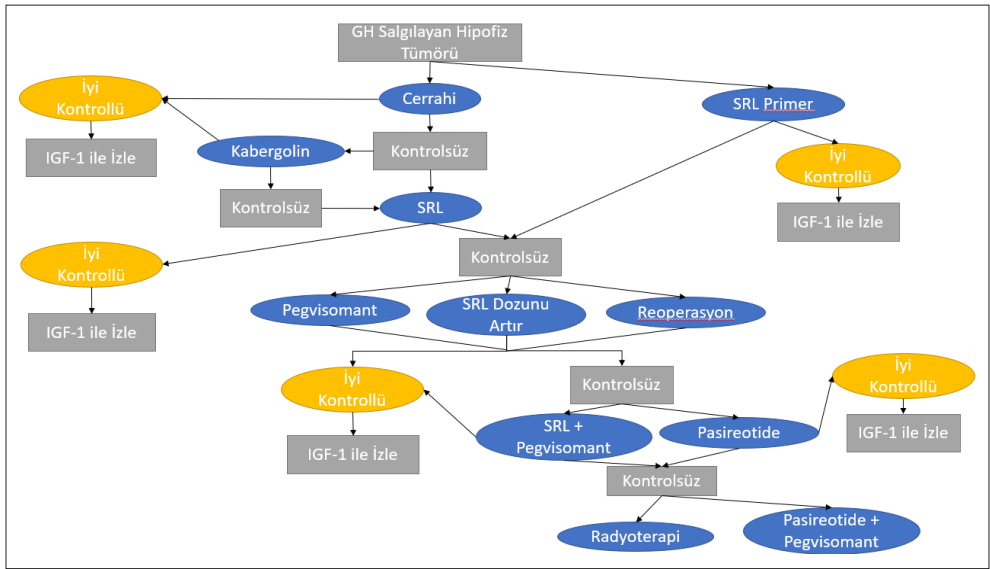 GH Salgılayan Hipofiz
Tümörü
İyi
Kontrollü
Cerrahi
SRL Primer
IGF-1 ile İzle
Kabergolin
Kontrolsüz
İyi
Kontrollü
Kontrolsüz
SRL
IGF-1 ile İzle
İyi
Kontrollü
Kontrolsüz
IGF-1 ile İzle
Pegvisomant
SRL Dozunu
Artır
Reoperasyon
İyi
Kontrollü
Kontrolsüz
İyi
Kontrollü
IGF-1 ile İzle
SRL +
Pegvisomant
Pasireotide
IGF-1 ile İzle
Kontrolsüz
Radyoterapi
Pasireotide +
Pegvisomant